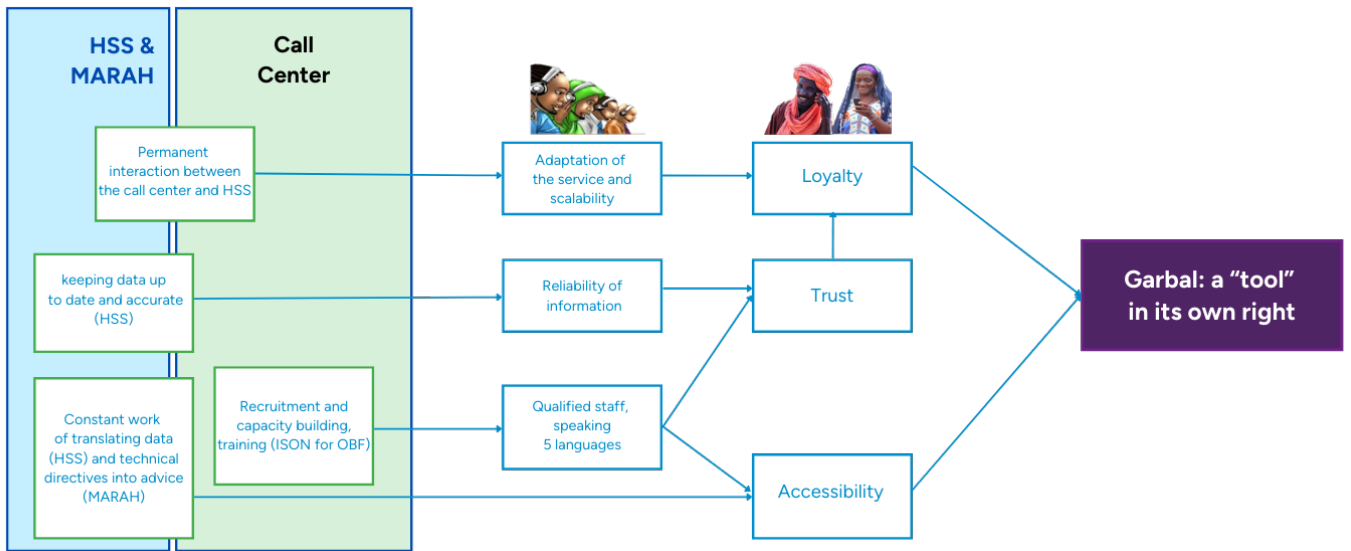 HSS &
MARAH
Call
Center
Permanent
interaction between
the call center and HSS
Adaptation of
the service and
scalability
Loyalty
keeping data up
to date and accurate
(HSS)
Reliability of
information
Trust
Garbal: a “tool”
in its own right
Constant work
of translating data
(HSS) and technical
directives into advice
(MARAH)
Recruitment and
capacity building,
training (ISON for OBF)
Qualified staff,
speaking
5 languages
Accessibility